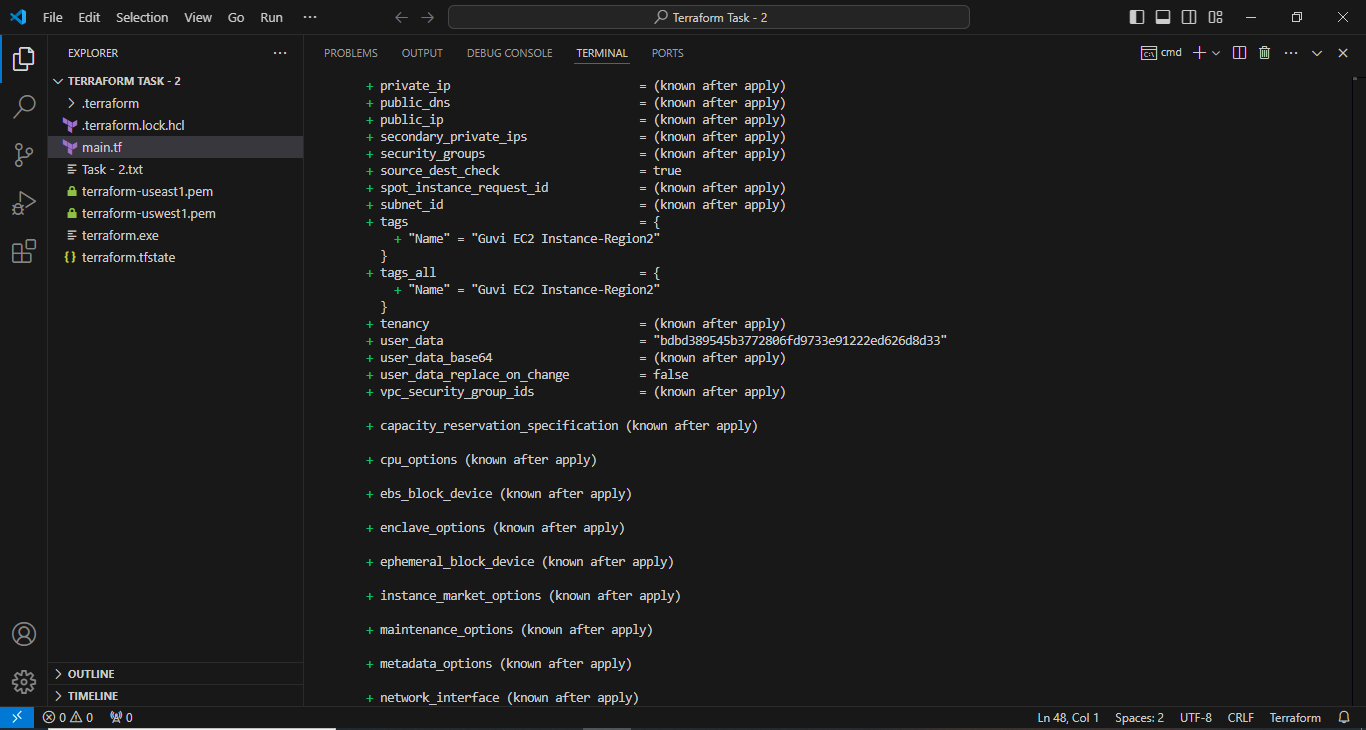 File Edit Selection View Go Run ···
Terraform Task - 2
EXPLORER ···
TERRAFORM TASK - 2
.terraform
.terraform.lock.hcl
main.tf
Task - 2.txt
terraform-useast1.pem
terraform-uswest1.pem
terraform.exe
{} terraform.tfstate
OUTLINE
TIMELINE
PROBLEMS OUTPUT DEBUG CONSOLE TERMINAL PORTS
cmd
+ private_ip = (known after apply)
+ public_dns = (known after apply)
+ public_ip = (known after apply)
+ secondary_private_ips = (known after apply)
+ security_groups = (known after apply)
+ source_dest_check = true
+ spot_instance_request_id = (known after apply)
+ subnet_id = (known after apply)
+ tags = {
+ "Name" = "Guvi EC2 Instance-Region2"
}
+ tags_all = {
+ "Name" = "Guvi EC2 Instance-Region2"
}
+ tenancy = (known after apply)
+ user_data = "bdbd389545b3772806fd9733e91222ed626d8d33"
+ user_data_base64 = (known after apply)
+ user_data_replace_on_change = false
+ vpc_security_group_ids = (known after apply)
+ capacity_reservation_specification (known after apply)
+ cpu_options (known after apply)
+ ebs_block_device (known after apply)
+ enclave_options (known after apply)
+ ephemeral_block_device (known after apply)
+ instance_market_options (known after apply)
+ maintenance_options (known after apply)
+ metadata_options (known after apply)
+ network_interface (known after apply)
0 0 0
Ln 48, Col 1 Spaces: 2 UTF-8 CRLF Terraform